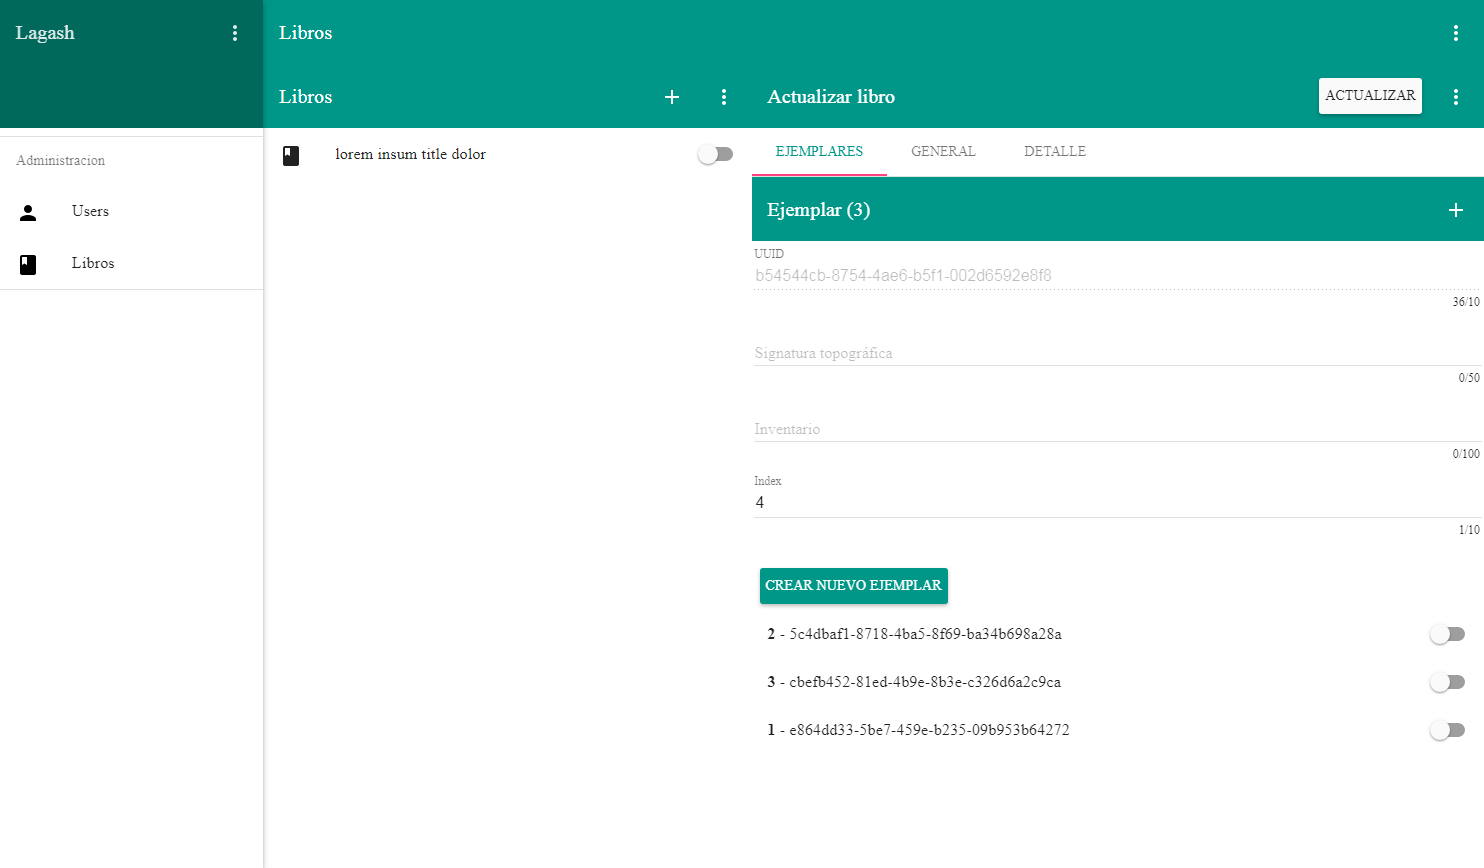 Lagash
Administracion
Users
Libros
Libros
Libros
lorem insum title dolor
Actualizar libro
ACTUALIZAR
EJEMPLARES GENERAL DETALLE
Ejemplar (3)
UUID
b54544cb-8754-4ae6-b5f1-002d6592e8f8
36/10
Signatura topográfica
0/50
Inventario
0/100
Index
4
1/10
CREAR NUEVO EJEMPLAR
2 - 5c4dbaf1-8718-4ba5-8f69-ba34b698a28a
3 - cbefb452-81ed-4b9e-8b3e-c326d6a2c9ca
1 - e864dd33-5be7-459e-b235-09b953b64272